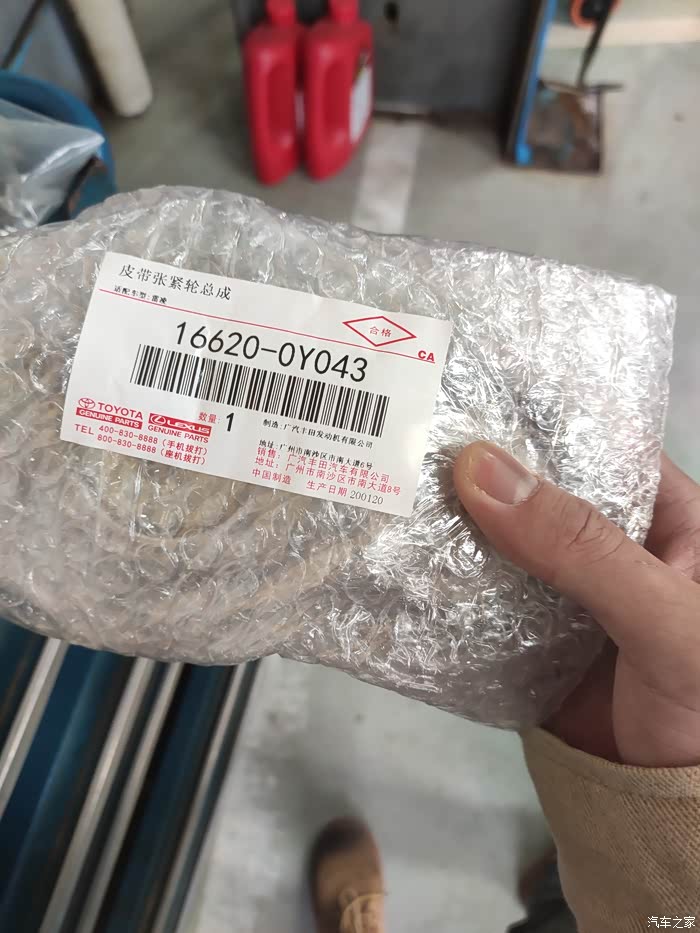 皮带张紧轮总成
适配车型:雷凌
合格
CA
16620-0Y043
TOYOTA
GENUINE PARTS
LEXUS
GENUINE PARTS
数量: 1
制造:广汽丰田发动机有限公司
TEL 400-830-8888 (手机拨打)
800-830-8888 (座机拨打)
地址:广州市南沙区市南大道6号
销售:广汽丰田汽车有限公司
地址:广州市南沙区市南大道8号
中国制造 生产日期 200120
汽车之家